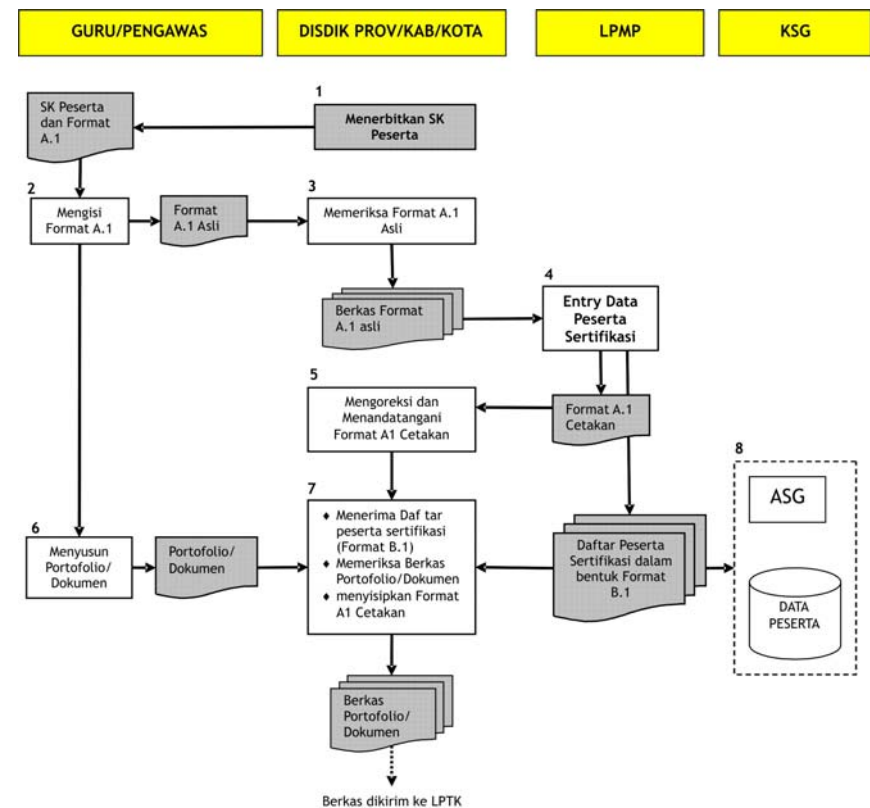 GURU/PENGAWAS
DISDIK PROV/KAB/KOTA
LPMP
KSG
1
SK Peserta
dan Format
A.1
Menerbitkan SK
Peserta
2
Mengisi
Format A.1
Format
A.1 Asli
3
Memeriksa Format A.1
Asli
Berkas Format
A.1 asli
4
Entry Data
Peserta
Sertifikasi
5
Mengoreksi dan
Menandatangani
Format A1 Cetakan
Format A.1
Cetakan
6
Menyusun
Portofolio/
Dokumen
Portofolio/
Dokumen
7
♦ Menerima Daf tar
peserta sertifikasi
(Format B.1)
♦ Memeriksa Berkas
Portofolio/Dokumen
♦ menyisipkan Format
A1 Cetakan
Daftar Peserta
Sertifikasi dalam
bentuk Format
B.1
8
ASG
DATA
PESERTA
Berkas
Portofolio/
Dokumen
Berkas dikirim ke LPTK